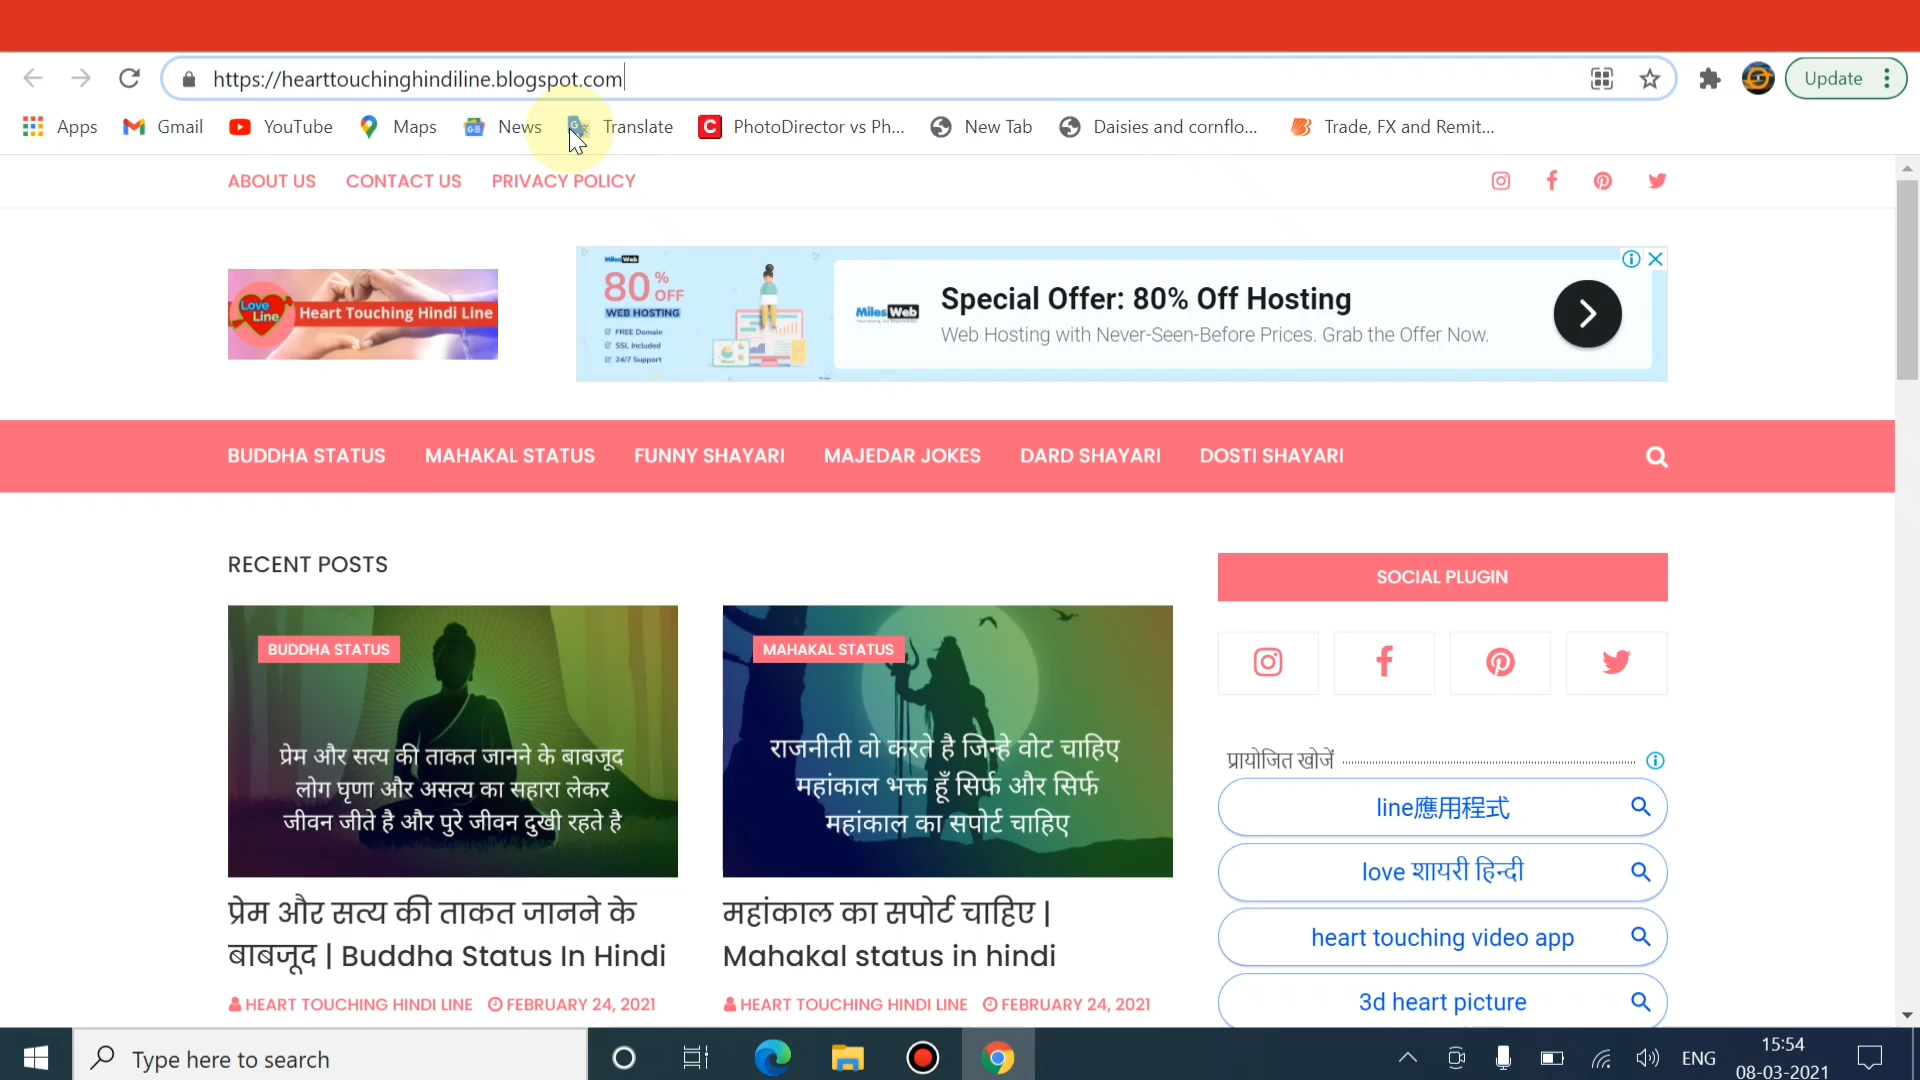 https://hearttouchinghindiline.blogspot.com
Update
Apps Gmail YouTube Maps News Translate PhotoDirector vs Ph... New Tab Daisies and cornflo... Trade, FX and Remit...
ABOUT US CONTACT US PRIVACY POLICY
Love Line
Heart Touching Hindi Line
MilesWeb
80% OFF
WEB HOSTING
FREE Domain
SSL Included
24/7 Support
MilesWeb
Special Offer: 80% Off Hosting
Web Hosting with Never-Seen-Before Prices. Grab the Offer Now.
BUDDHA STATUS MAHAKAL STATUS FUNNY SHAYARI MAJEDAR JOKES DARD SHAYARI DOSTI SHAYARI
RECENT POSTS
BUDDHA STATUS
प्रेम और सत्य की ताकत जानने के बाबजूद
लोग घृणा और असत्य का सहारा लेकर
जीवन जीते है और पुरे जीवन दुखी रहते है
प्रेम और सत्य की ताकत जानने के
बाबजूद | Buddha Status In Hindi
HEART TOUCHING HINDI LINE FEBRUARY 24, 2021
MAHAKAL STATUS
राजनीती वो करते है जिन्हे वोट चाहिए
महांकाल भक्त हूँ सिर्फ और सिर्फ
महांकाल का सपोर्ट चाहिए
महांकाल का सपोर्ट चाहिए |
Mahakal status in hindi
HEART TOUCHING HINDI LINE FEBRUARY 24, 2021
SOCIAL PLUGIN
प्रायोजित खोजें
line應用程式
love शायरी हिन्दी
heart touching video app
3d heart picture
Type here to search
ENG
15:54
08-03-2021